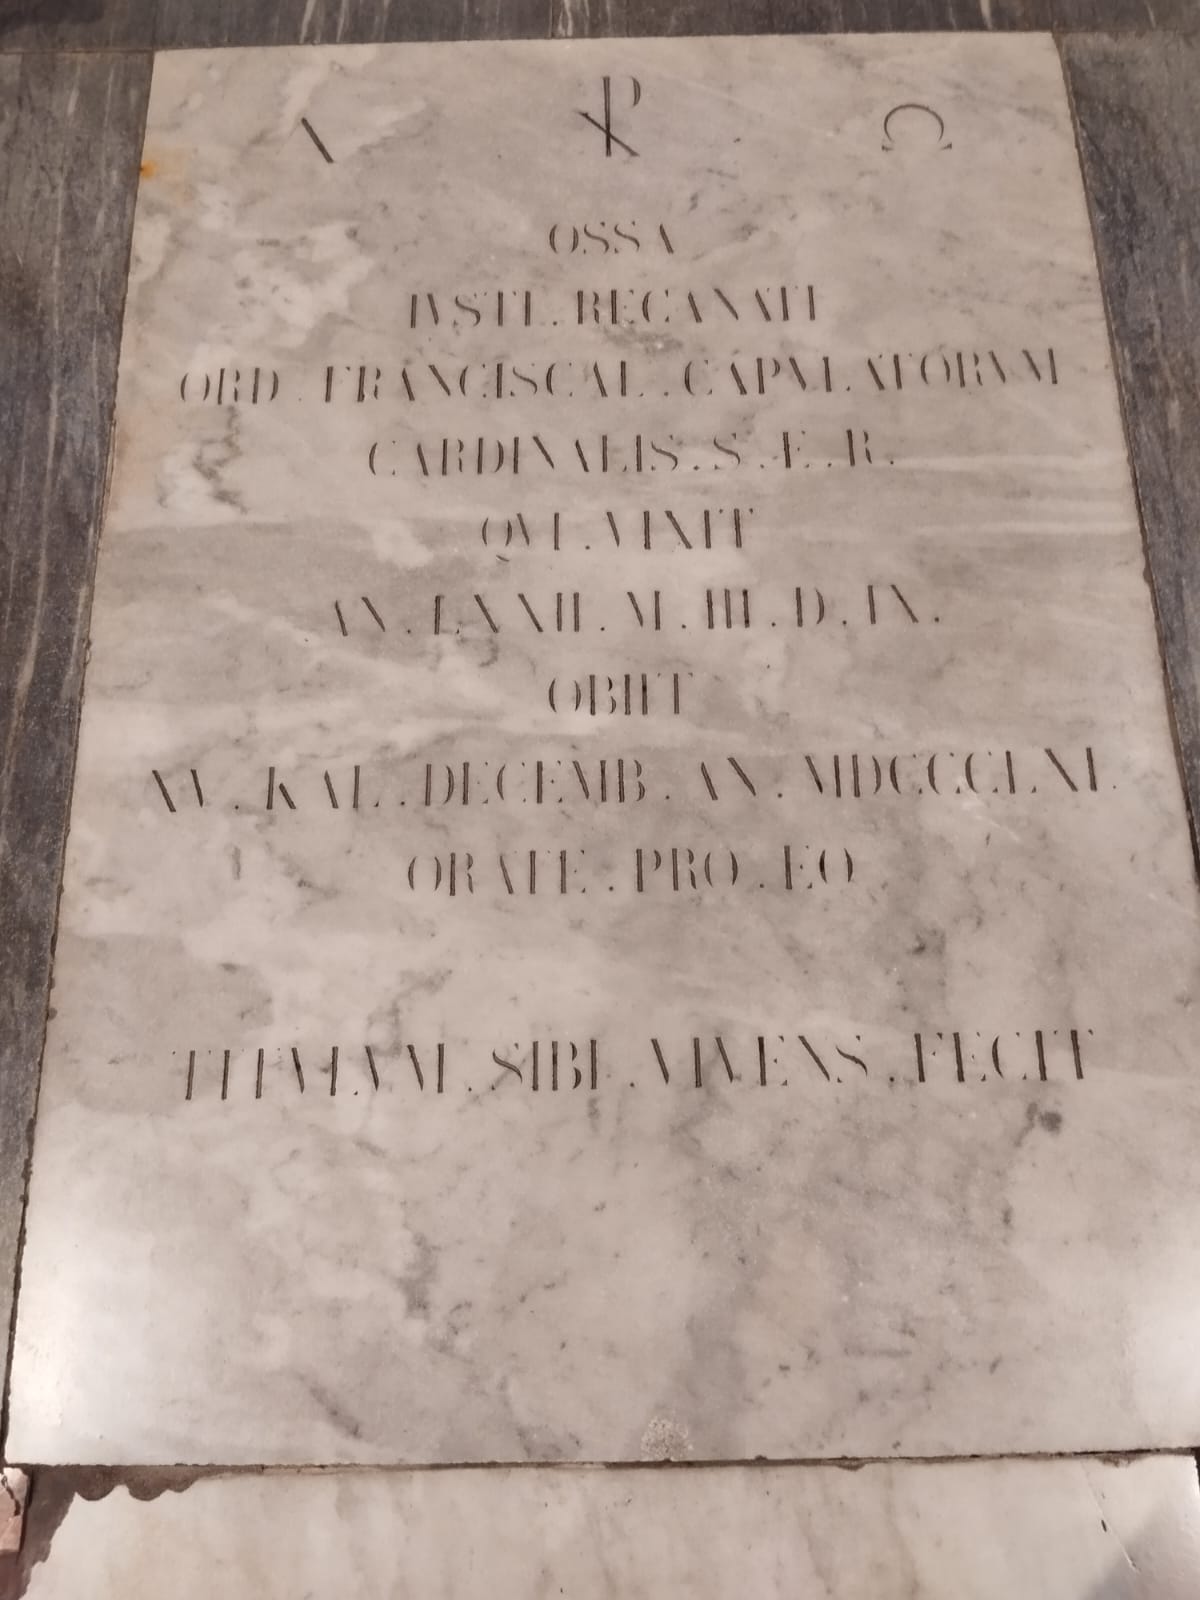 Α ☧ Ω
OSSA
IVSTI . RECANATI
ORD . FRANCISCAL . CAPVLATORVM
CARDINALIS . S . E . R .
QVI . VIXIT
AN . LXXII . M . III . D . IX .
OBIIT
XV . KAL . DECEMB . AN . MDCCCLXI .
ORATE . PRO . EO
TITVLVM . SIBI . VIVENS . FECIT